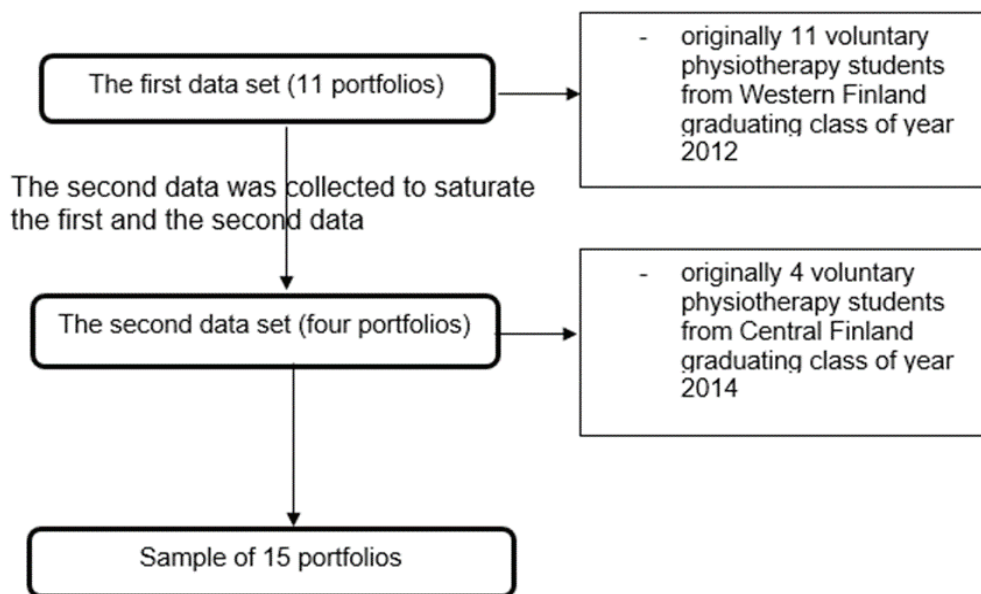 The first data set (11 portfolios)
- originally 11 voluntary
physiotherapy students
from Western Finland
graduating class of year
2012
The second data was collected to saturate
the first and the second data
The second data set (four portfolios)
- originally 4 voluntary
physiotherapy students
from Central Finland
graduating class of year
2014
Sample of 15 portfolios